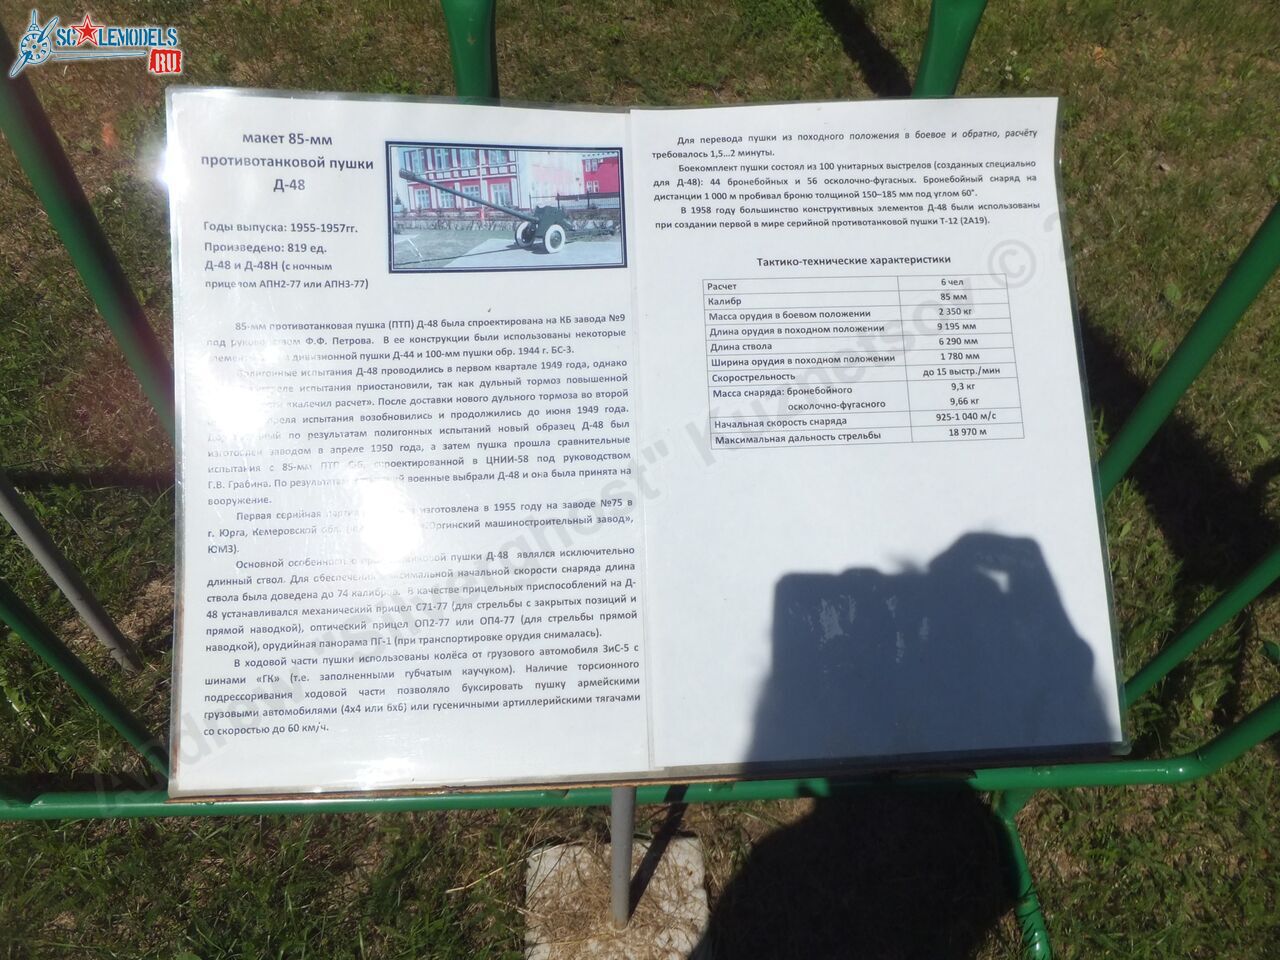 SCALEMODELS
RU
макет 85-мм
противотанковой пушки
Д-48
Годы выпуска: 1955-1957гг.
Произведено: 819 ед.
Д-48 и Д-48Н (с ночным
прицелом АПН2-77 или АПН3-77)
85-мм противотанковая пушка (ПТП) Д-48 была спроектирована на КБ завода №9
под руководством Ф.Ф. Петрова. В ее конструкции были использованы некоторые
дивизионной пушки Д-44 и 100-мм пушки обр. 1944 г. БС-3.
Полигонные испытания Д-48 проводились в первом квартале 1949 года, однако
испытания приостановили, так как дульный тормоз повышенной
«калечил расчет». После доставки нового дульного тормоза во второй
апреля испытания возобновились и продолжились до июня 1949 года.
по результатам полигонных испытаний новый образец Д-48 был
изготовлен заводом в апреле 1950 года, а затем пушка прошла сравнительные
испытания с 85-мм ПТП спроектированной в ЦНИИ-58 под руководством
Г.В. Грабина. По результатам военные выбрали Д-48 и она была принята на
вооружение.
Первая серийная партия изготовлена в 1955 году на заводе №75 в
г. Юрга, Кемеровской обл. машиностроительный завод»,
ЮМЗ).
Основной особенностью пушки Д-48 являлся исключительно
длинный ствол. Для обеспечения максимальной начальной скорости снаряда длина
ствола была доведена до 74 калибров. В качестве прицельных приспособлений на Д-
48 устанавливался механический прицел С71-77 (для стрельбы с закрытых позиций и
прямой наводкой), оптический прицел ОП2-77 или ОП4-77 (для стрельбы прямой
наводкой), орудийная панорама ПГ-1 (при транспортировке орудия снималась).
В ходовой части пушки использованы колёса от грузового автомобиля ЗиС-5 с
шинами «ГК» (т.е. заполненными губчатым каучуком). Наличие торсионного
подрессоривания ходовой части позволяло буксировать пушку армейскими
грузовыми автомобилями (4х4 или 6х6) или гусеничными артиллерийскими тягачами
со скоростью до 60 км/ч.
Для перевода пушки из походного положения в боевое и обратно, расчёту
требовалось 1,5…2 минуты.
Боекомплект пушки состоял из 100 унитарных выстрелов (созданных специально
для Д-48): 44 бронебойных и 56 осколочно-фугасных. Бронебойный снаряд на
дистанции 1 000 м пробивал броню толщиной 150–185 мм под углом 60°.
В 1958 году большинство конструктивных элементов Д-48 были использованы
при создании первой в мире серийной противотанковой пушки Т-12 (2А19).
Тактико-технические характеристики
Расчет 6 чел
Калибр 85 мм
Масса орудия в боевом положении 2 350 кг
Длина орудия в походном положении 9 195 мм
Длина ствола 6 290 мм
Ширина орудия в походном положении 1 780 мм
Скорострельность до 15 выстр./мин
Масса снаряда: бронебойного 9,3 кг
осколочно-фугасного 9,66 кг
Начальная скорость снаряда 925-1 040 м/с
Максимальная дальность стрельбы 18 970 м
Andrew "Silverghost" Kuznetsov ©